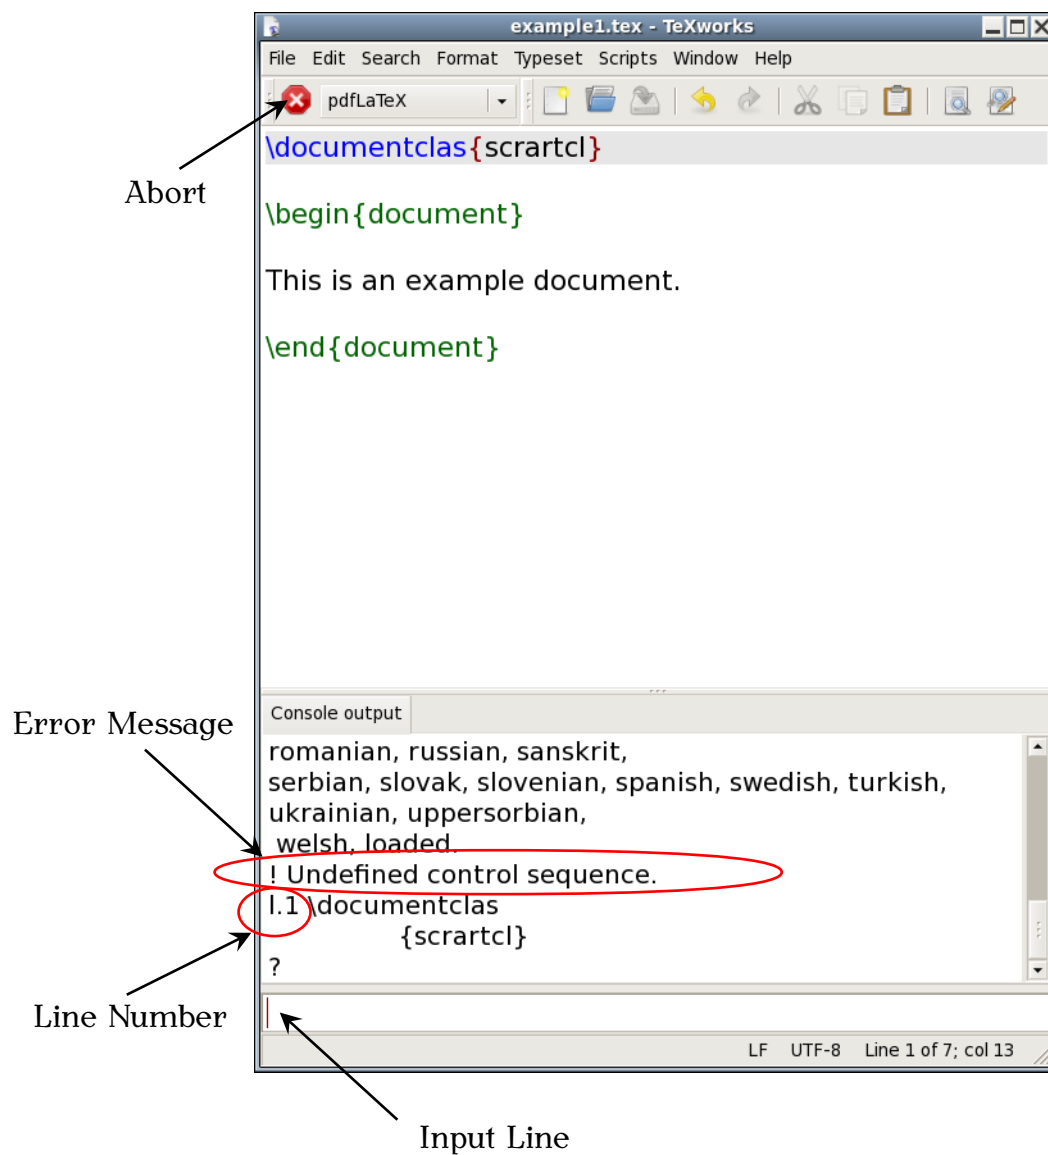 example1.tex - TeXworks
File Edit Search Format Typeset Scripts Window Help
pdfLaTeX
Abort
\documentclas{scrartcl}
\begin{document}
This is an example document.
\end{document}
Console output
Error Message
romanian, russian, sanskrit,
serbian, slovak, slovenian, spanish, swedish, turkish,
ukrainian, uppersorbian,
welsh, loaded.
! Undefined control sequence.
l.1 \documentclas
{scrartcl}
?
Line Number
LF UTF-8 Line 1 of 7; col 13
Input Line